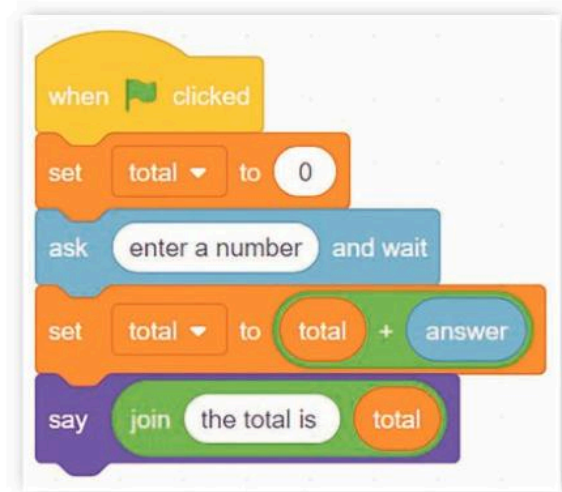 when clicked
set total to 0
ask enter a number and wait
set total to total + answer
say join the total is total